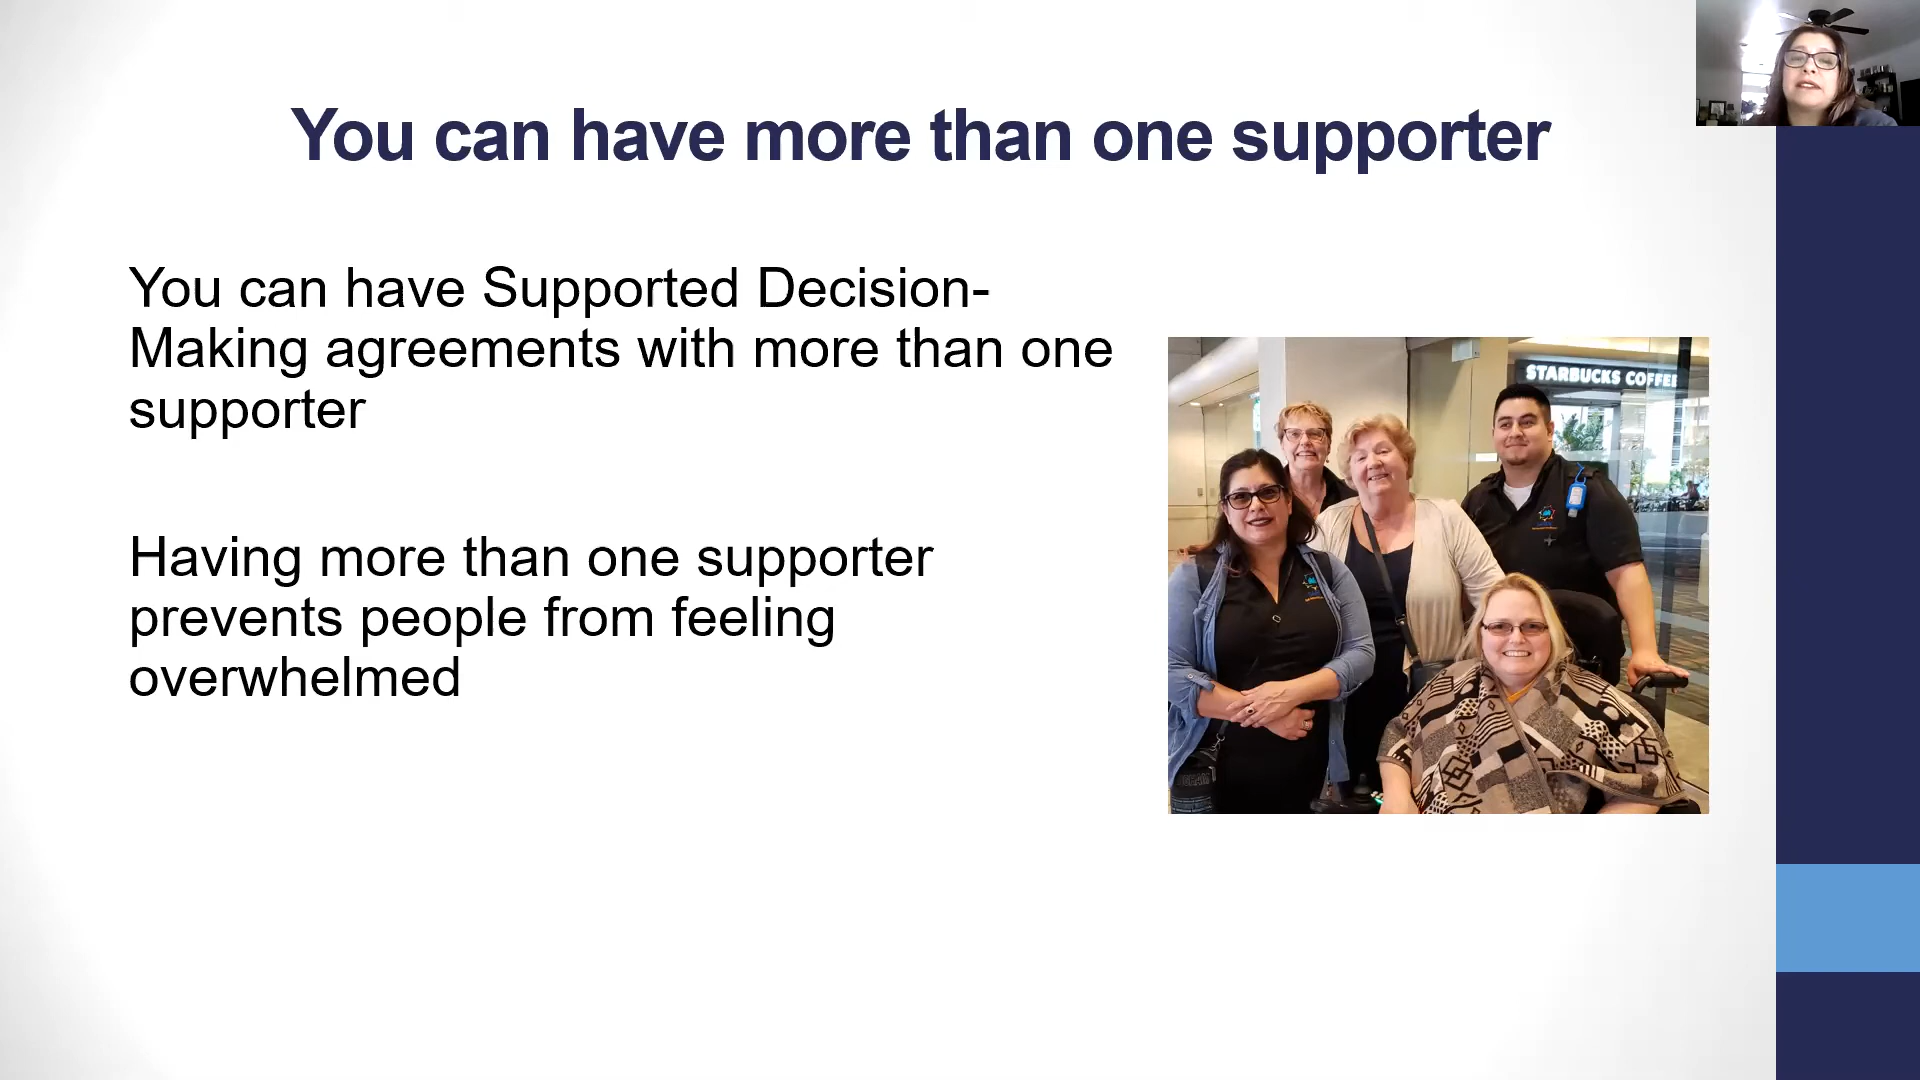 You can have more than one supporter
You can have Supported Decision-
Making agreements with more than one
supporter
Having more than one supporter
prevents people from feeling
overwhelmed
STARBUCKS COFFEE